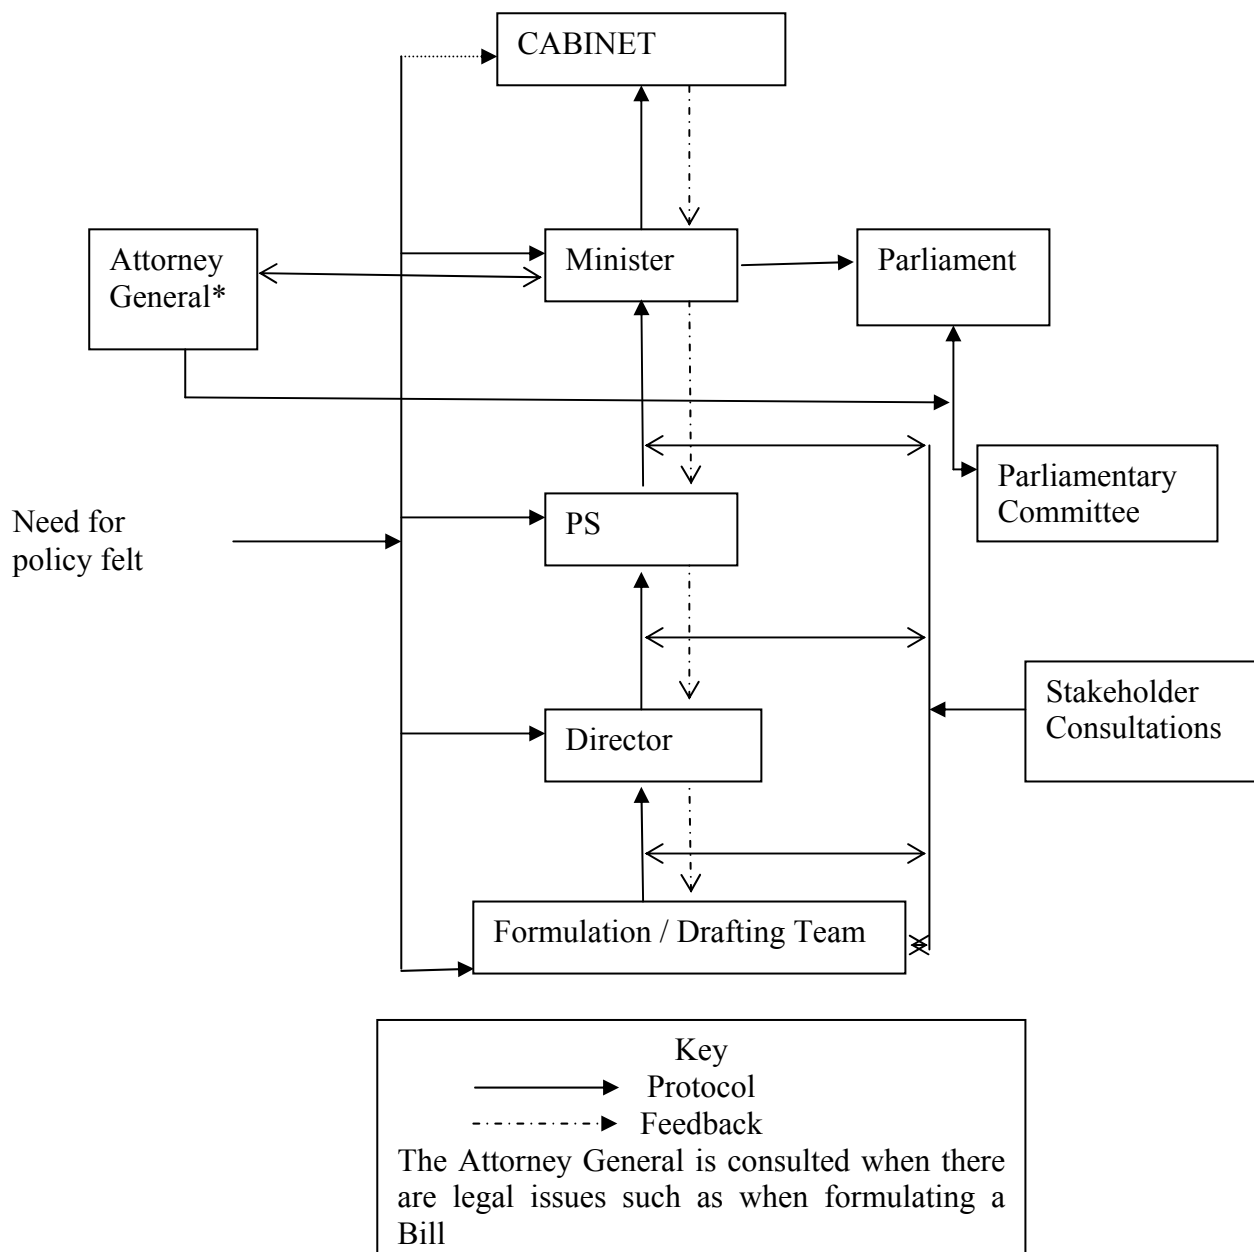 CABINET
Attorney
General*
Minister
Parliament
Parliamentary
Committee
Need for
policy felt
PS
Stakeholder
Consultations
Director
Formulation / Drafting Team
Key
Protocol
Feedback
The Attorney General is consulted when there
are legal issues such as when formulating a
Bill